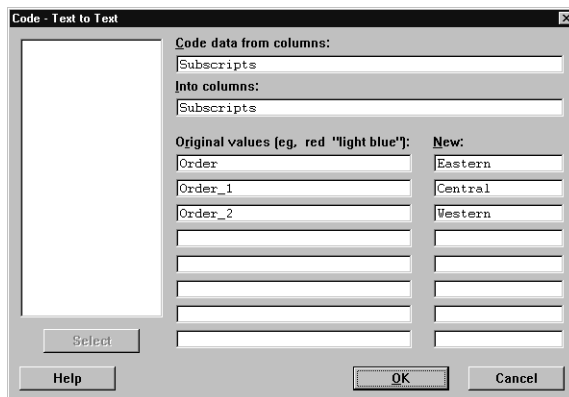 Code - Text to Text
Code data from columns:
Subscripts
Into columns:
Subscripts
Original values (eg, red "light blue"): New:
Order Eastern
Order_1 Central
Order_2 Western
Select
Help OK Cancel